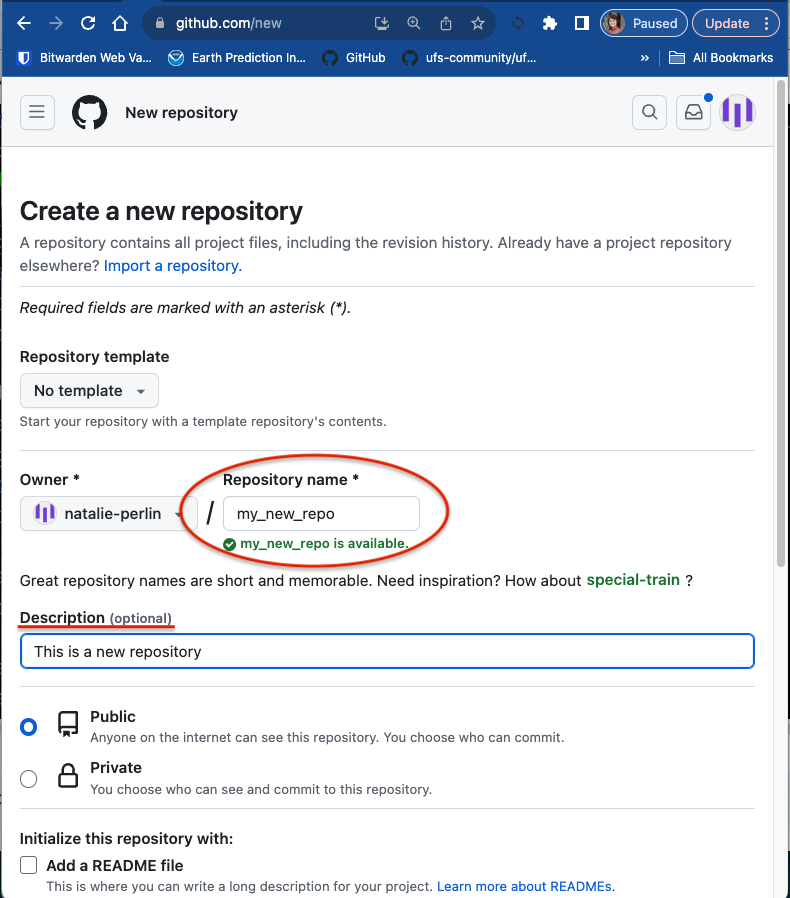 github.com/new
Paused
Update
Bitwarden Web Va...
Earth Prediction In...
GitHub
ufs-community/uf...
»
All Bookmarks
New repository
Create a new repository
A repository contains all project files, including the revision history. Already have a project repository
elsewhere? Import a repository.
Required fields are marked with an asterisk (*).
Repository template
No template
Start your repository with a template repository's contents.
Owner *
Repository name *
natalie-perlin
/
my_new_repo
my_new_repo is available.
Great repository names are short and memorable. Need inspiration? How about special-train ?
Description (optional)
This is a new repository
Public
Anyone on the internet can see this repository. You choose who can commit.
Private
You choose who can see and commit to this repository.
Initialize this repository with:
Add a README file
This is where you can write a long description for your project. Learn more about READMEs.